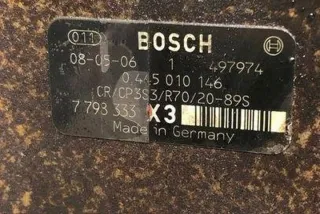 011 BOSCH
08-05-06 1 497974
0 445 010 146
CR/CP3S3/R70/20-89S
7 793 333 X3
Made in Germany